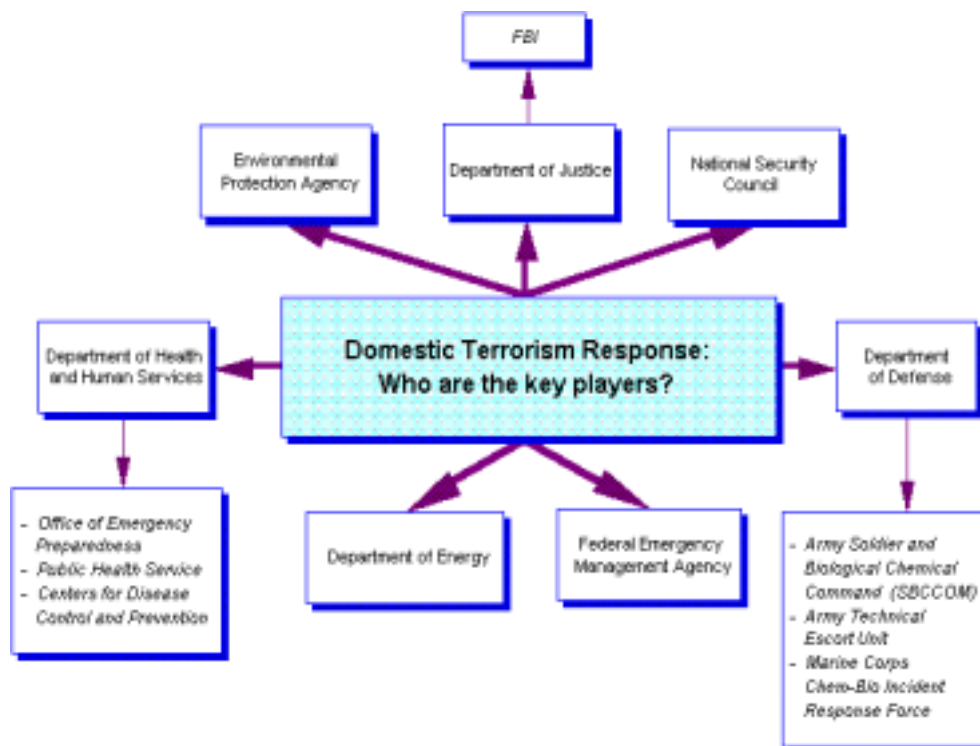 FBI
Environmental
Protection Agency
Department of Justice
National Security
Council
Department of Health
and Human Services
Domestic Terrorism Response:
Who are the key players?
Department
of Defense
- Office of Emergency
Preparedness
- Public Health Service
- Centers for Disease
Control and Prevention
Department of Energy
Federal Emergency
Management Agency
- Army Soldier and
Biological Chemical
Command (SBCCOM)
- Army Technical
Escort Unit
- Marine Corps
Chem-Bio Incident
Response Force